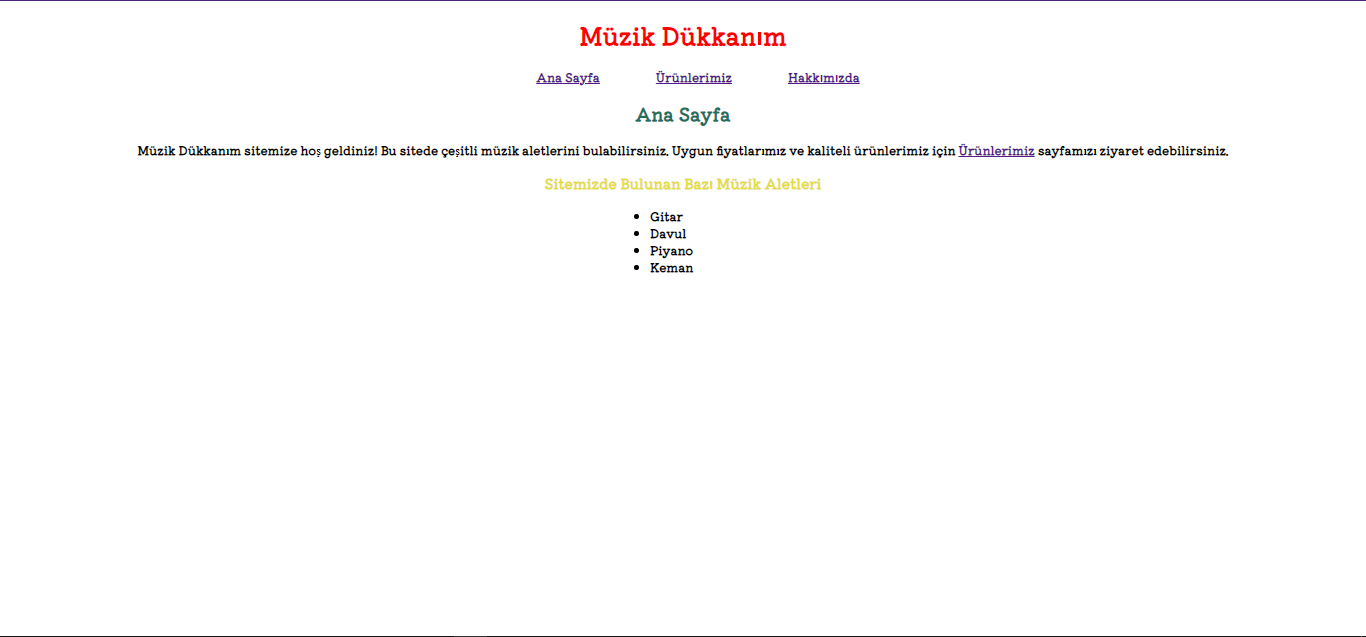 Müzik Dükkanım
Ana Sayfa Ürünlerimiz Hakkımızda
Ana Sayfa
Müzik Dükkanım sitemize hoş geldiniz! Bu sitede çeşitli müzik aletlerini bulabilirsiniz. Uygun fiyatlarımız ve kaliteli ürünlerimiz için Ürünlerimiz sayfamızı ziyaret edebilirsiniz.
Sitemizde Bulunan Bazı Müzik Aletleri
• Gitar
• Davul
• Piyano
• Keman